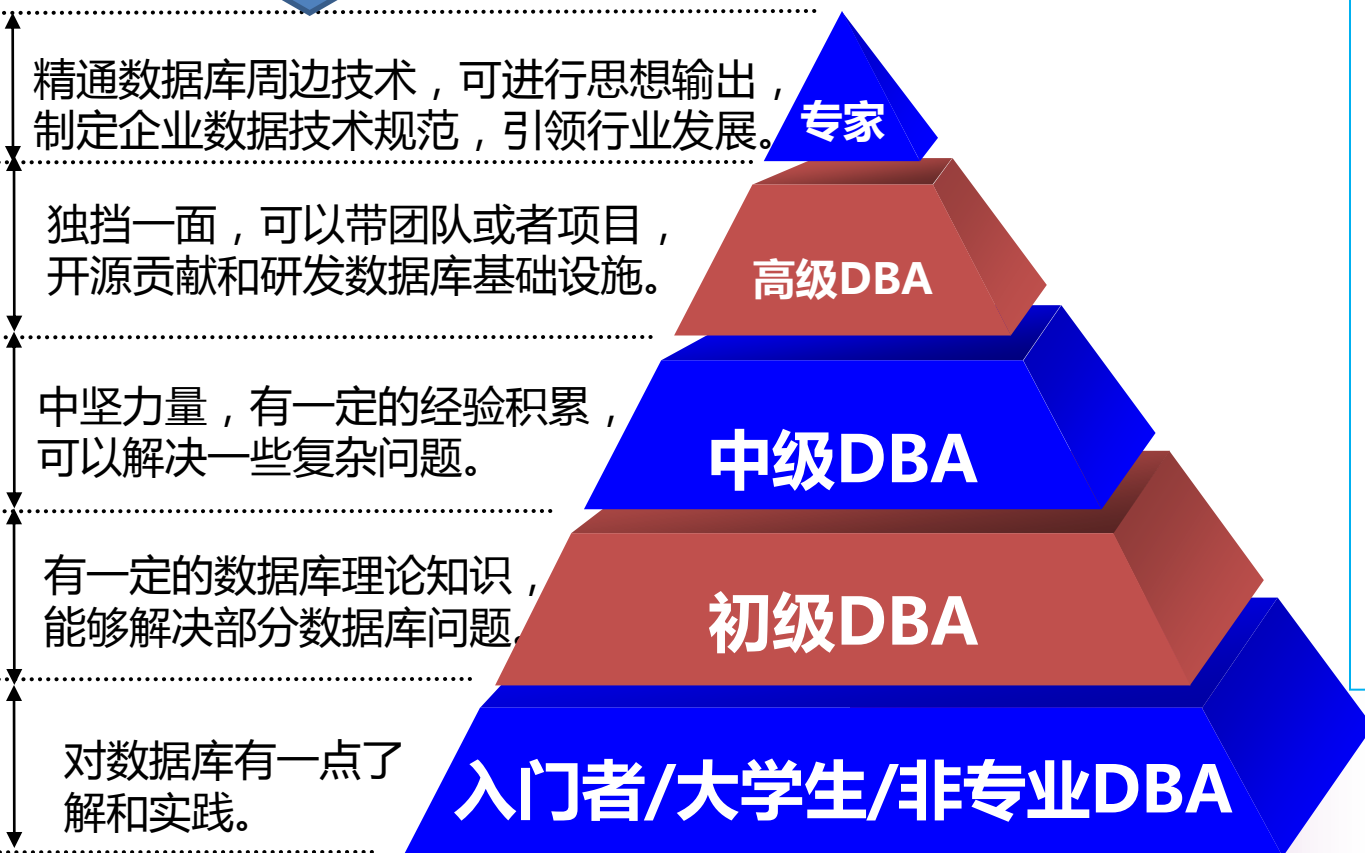 精通数据库周边技术，可进行思想输出，
制定企业数据技术规范，引领行业发展。
专家
独挡一面，可以带团队或者项目，
开源贡献和研发数据库基础设施。
高级DBA
中坚力量，有一定的经验积累，
可以解决一些复杂问题。
中级DBA
有一定的数据库理论知识，
能够解决部分数据库问题。
初级DBA
对数据库有一点了
解和实践。
入门者/大学生/非专业DBA